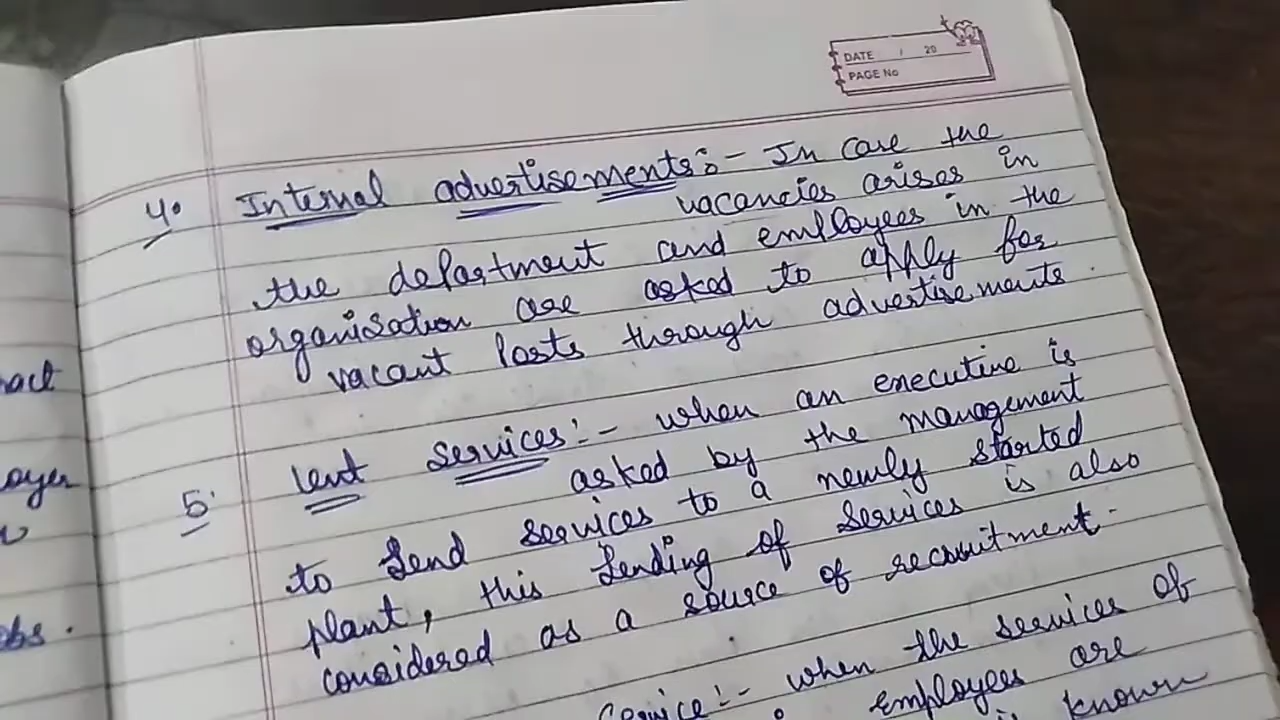 DATE / 20
PAGE No
4. Internal advertisements:- In case the
vacancies arises in
the department and employees in the
organisation are asked to apply for
vacant posts through advertisements.
5. Lent services:- when an executive is
asked by the management
to lend services to a newly started
plant, this lending of services is also
considered as a source of recruitment.
service:- when the services of
employees are
known
oyer
obs.